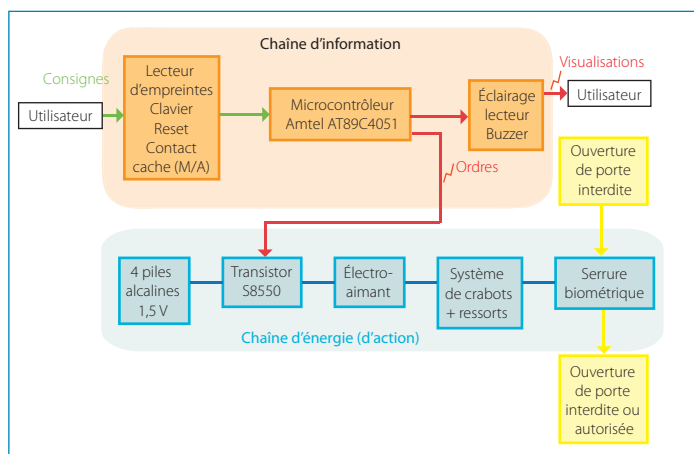 Chaîne d'information
Consignes
Visualisations
Utilisateur
Lecteur
d'empreintes
Clavier
Reset
Contact
cache (M/A)
Microcontrôleur
Amtel AT89C4051
Éclairage
lecteur
Buzzer
Utilisateur
Ordres
Ouverture
de porte
interdite
4 piles
alcalines
1,5 V
Transistor
S8550
Électro-
aimant
Système
de crabots
+ ressorts
Serrure
biométrique
Chaîne d'énergie (d'action)
Ouverture
de porte
interdite ou
autorisée